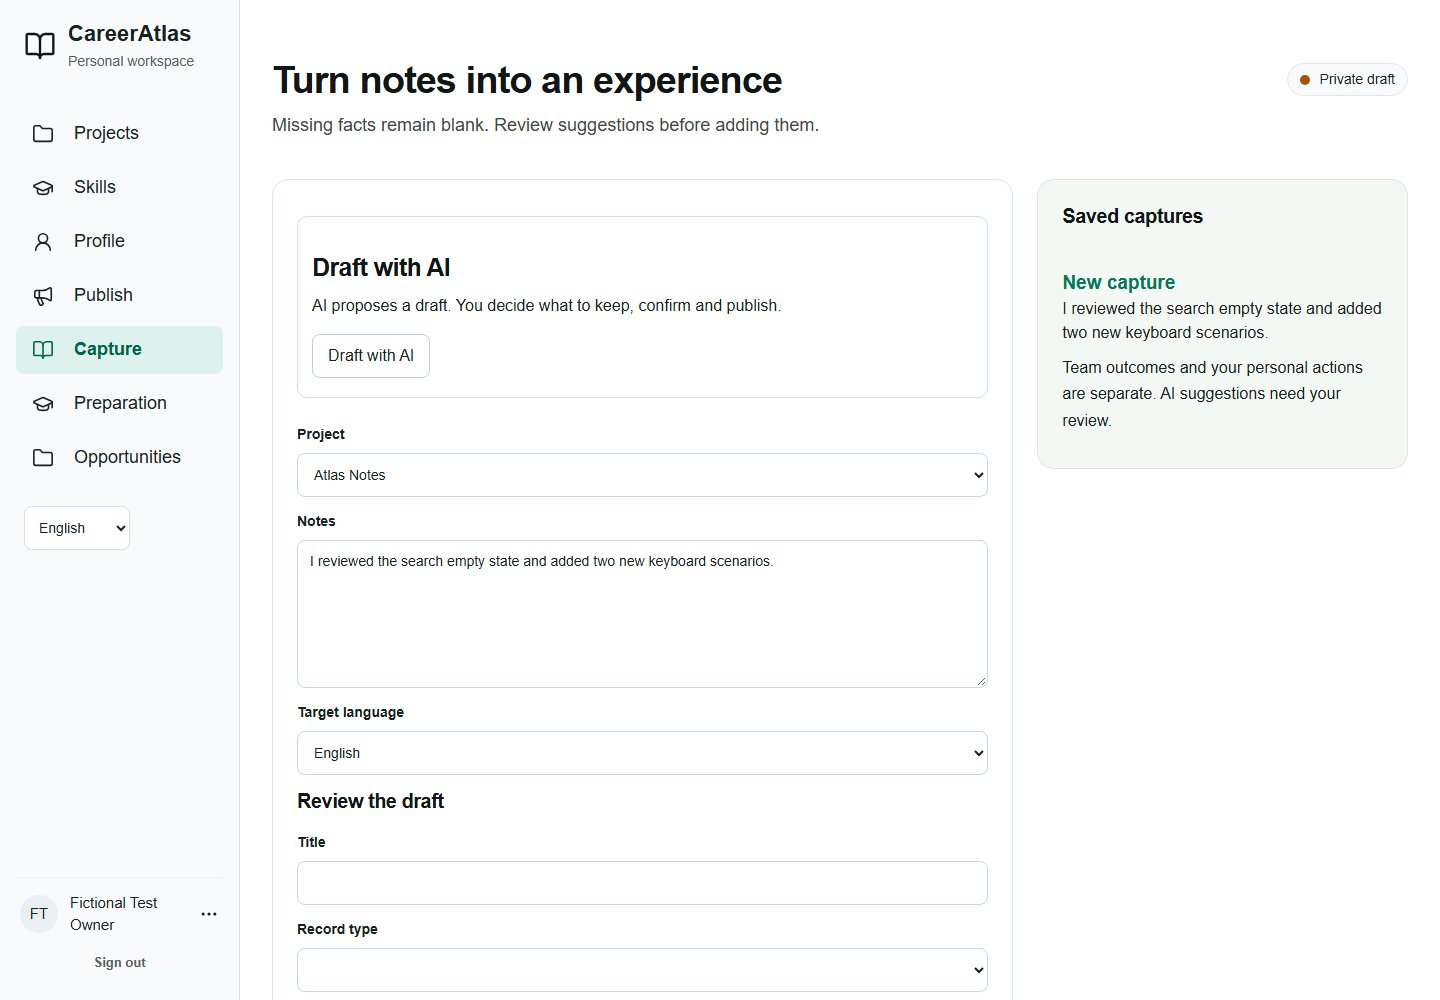 CareerAtlas
Personal workspace
Projects
Skills
Profile
Publish
Capture
Preparation
Opportunities
English
FT
Fictional Test
Owner
Sign out
Turn notes into an experience
Missing facts remain blank. Review suggestions before adding them.
Private draft
Draft with AI
AI proposes a draft. You decide what to keep, confirm and publish.
Draft with AI
Project
Atlas Notes
Notes
I reviewed the search empty state and added two new keyboard scenarios.
Target language
English
Review the draft
Title
Record type
Saved captures
New capture
I reviewed the search empty state and added
two new keyboard scenarios.
Team outcomes and your personal actions
are separate. AI suggestions need your
review.